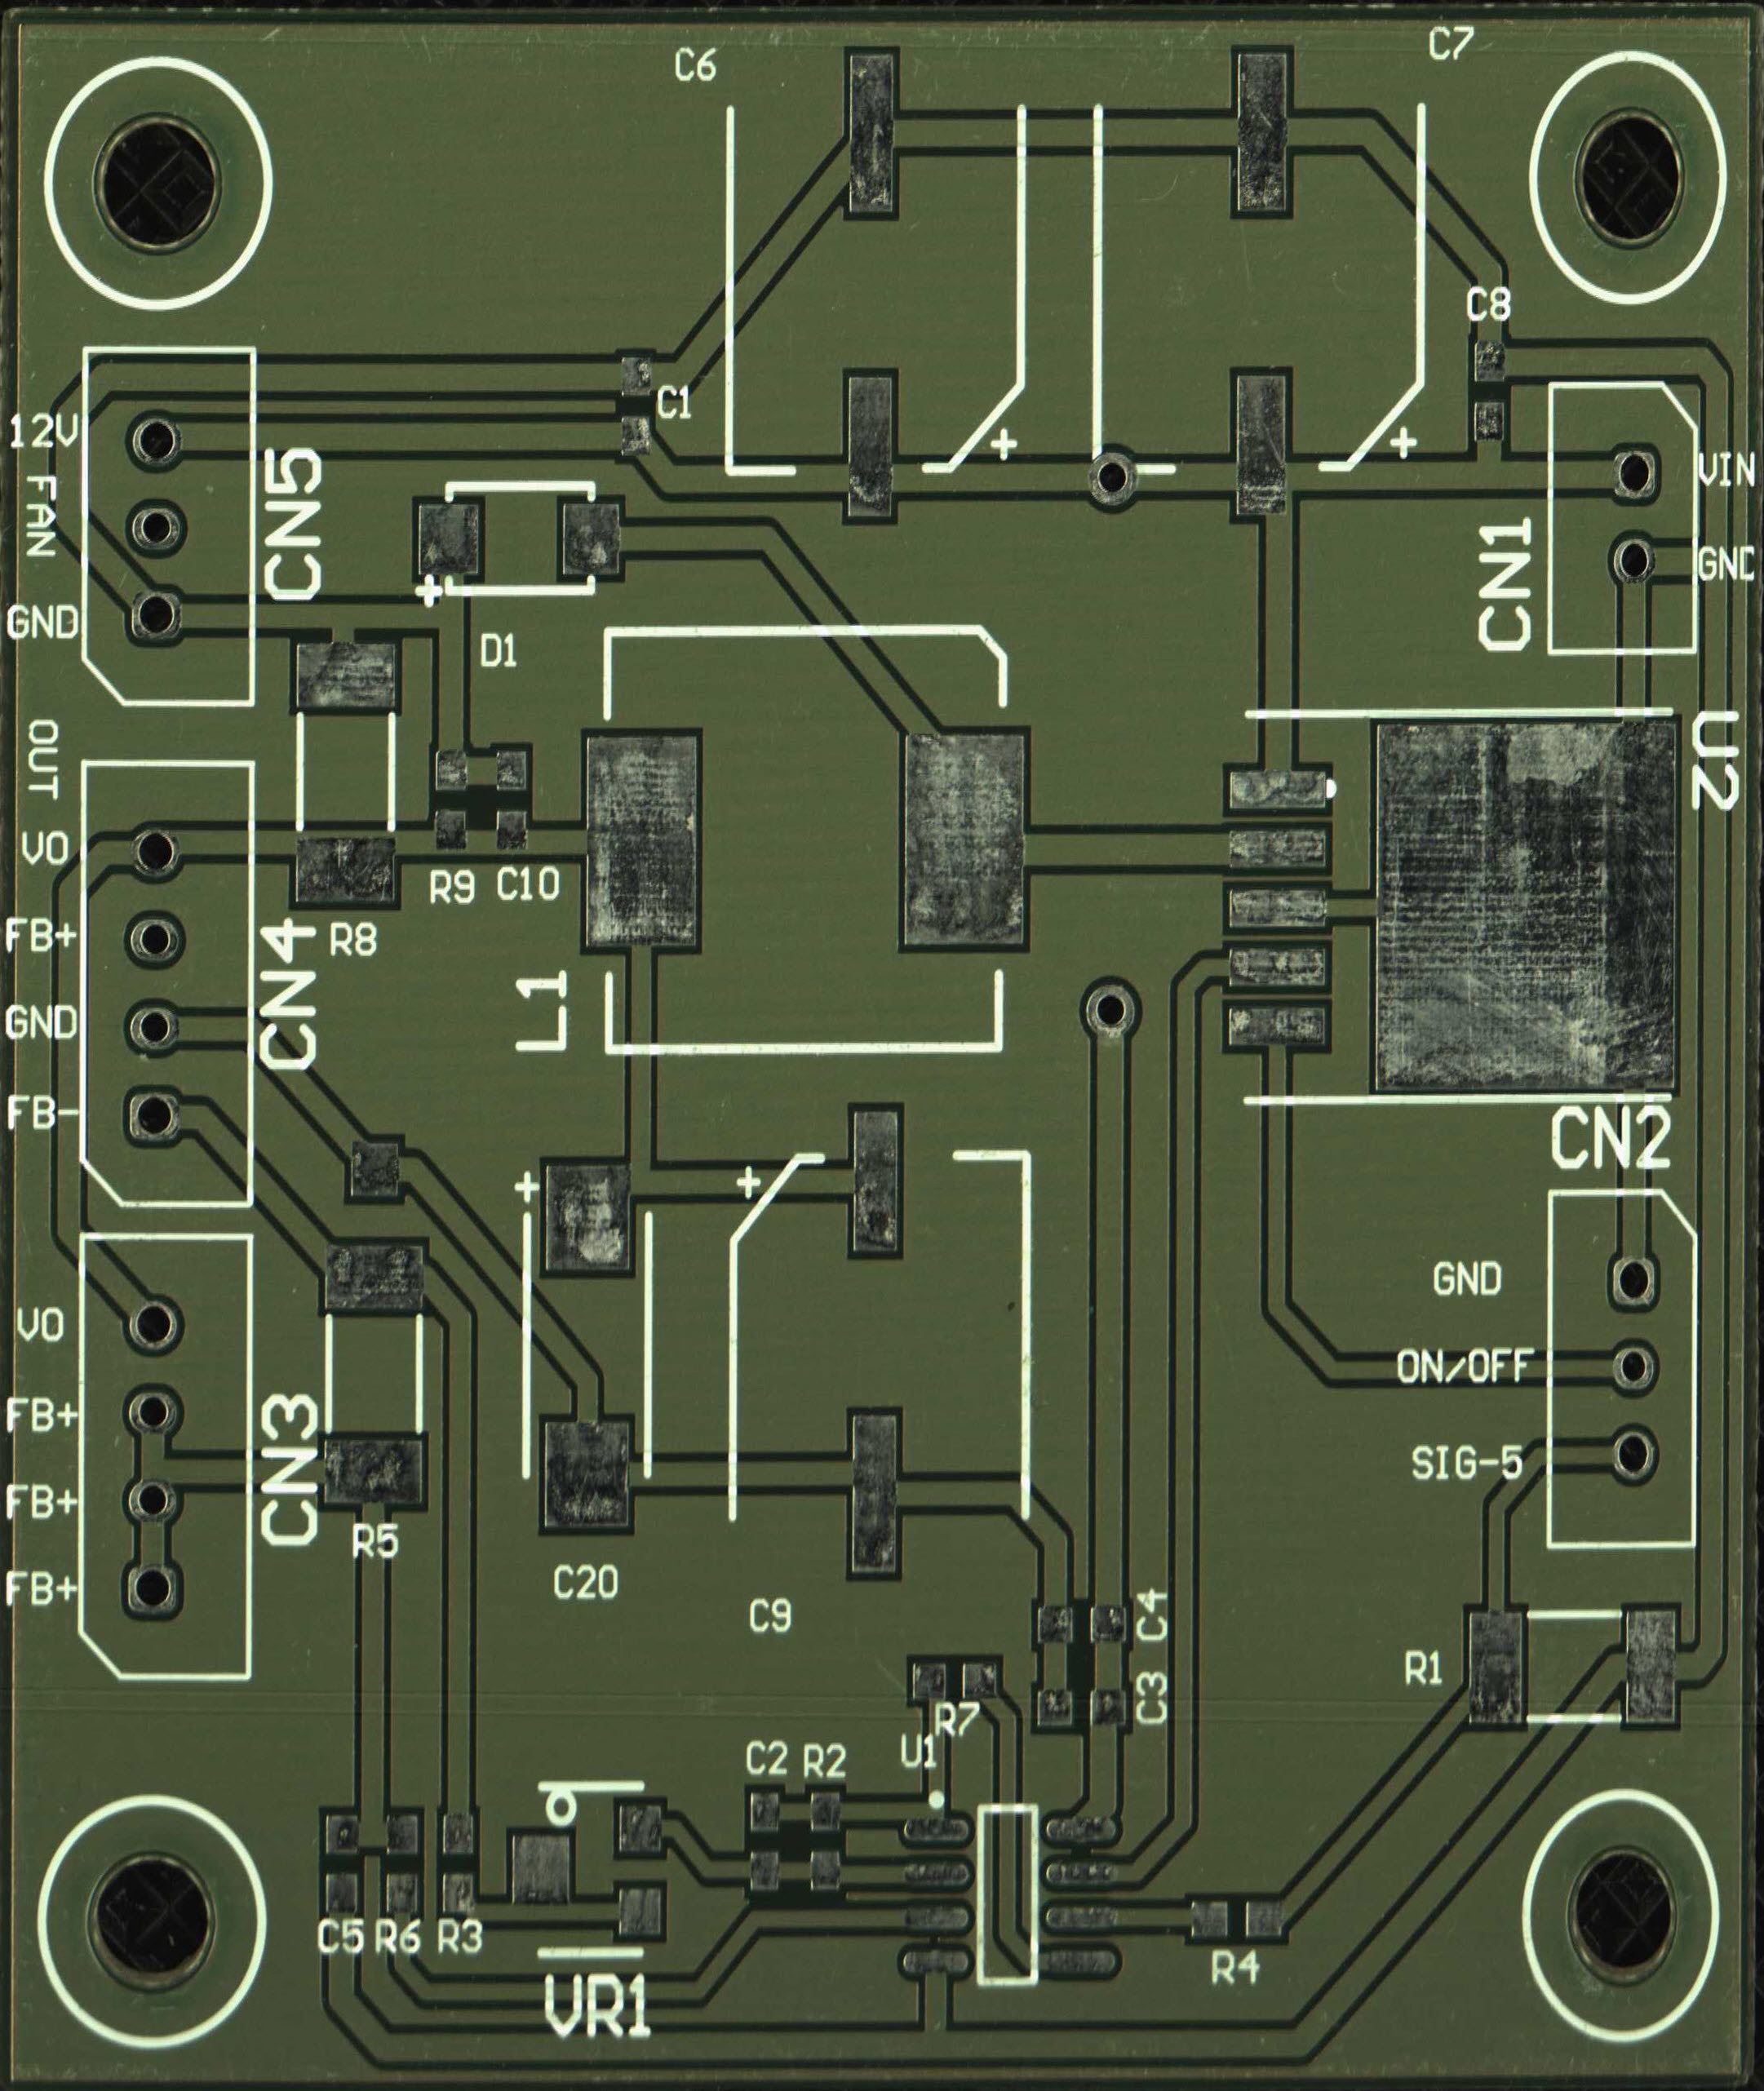 C6
C7
C8
C1
12V
FAN
CN5
VIN
CN1
GND
GND
D1
U2
OUT
VO
R9
C10
R8
FB+
CN4
L1
GND
FB-
CN2
+
+
+
+
+
GND
VO
ON/OFF
FB+
CN3
SIG-5
FB+
R5
C20
C9
C4
FB+
R1
C3
R7
U1
C2
R2
C5
R6
R3
VR1
R4